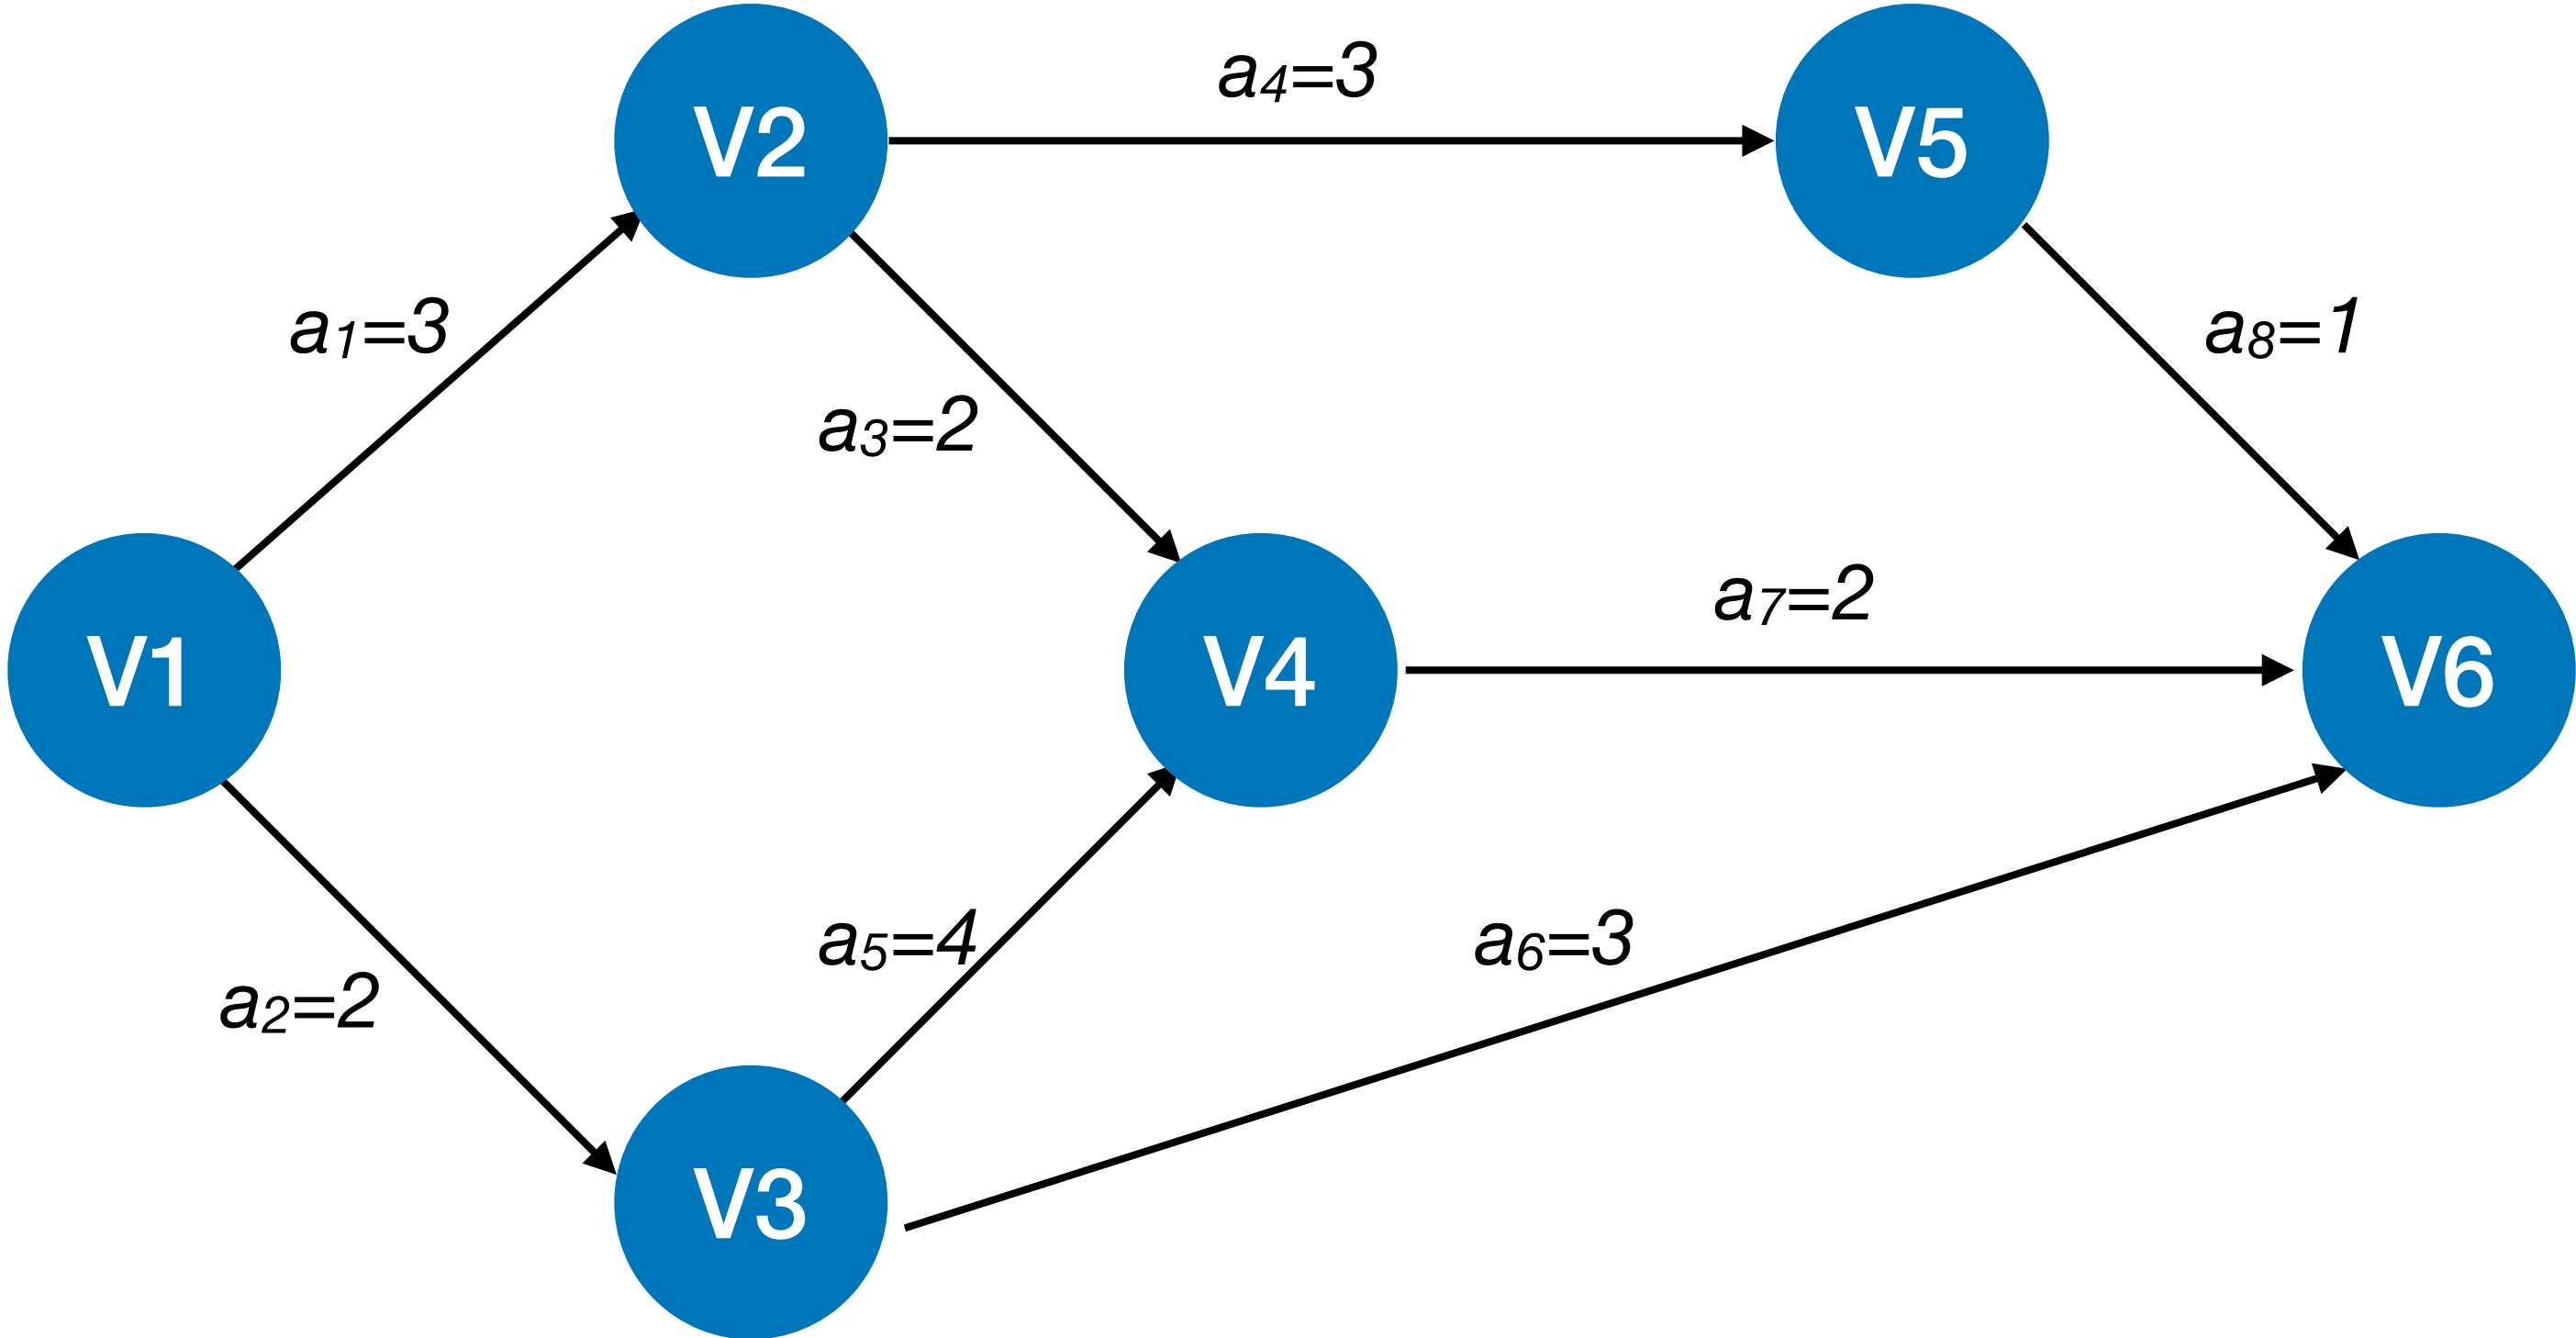 V2
V5
a₄=3
a₁=3
a₃=2
a₈=1
V1
V4
V6
a₇=2
a₅=4
a₆=3
a₂=2
V3